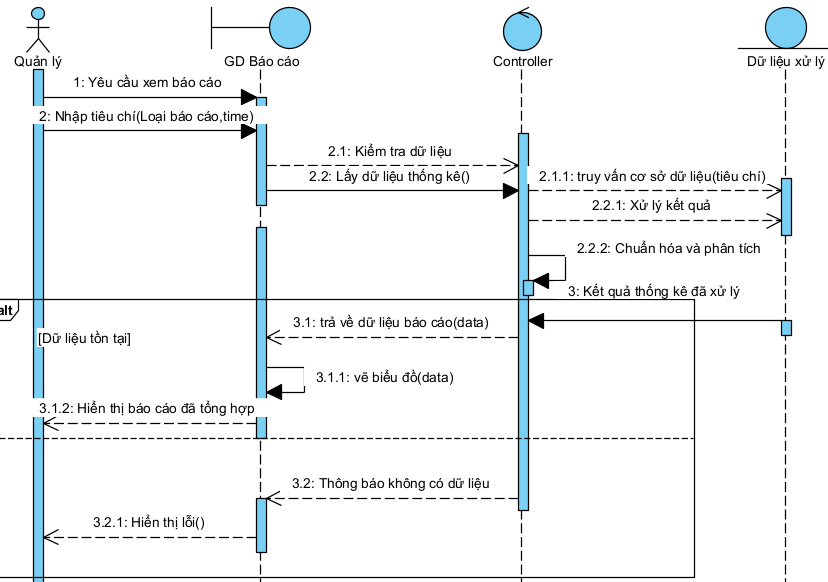 Quản lý
GD Báo cáo
Controller
Dữ liệu xử lý
1: Yêu cầu xem báo cáo
2: Nhập tiêu chí(Loại báo cáo,time)
2.1: Kiểm tra dữ liệu
2.2: Lấy dữ liệu thống kê()
2.1.1: truy vấn cơ sở dữ liệu(tiêu chí)
2.2.1: Xử lý kết quả
2.2.2: Chuẩn hóa và phân tích
3: Kết quả thống kê đã xử lý
alt
3.1: trả về dữ liệu báo cáo(data)
[Dữ liệu tồn tại]
3.1.1: vẽ biểu đồ(data)
3.1.2: Hiển thị báo cáo đã tổng hợp
3.2: Thông báo không có dữ liệu
3.2.1: Hiển thị lỗi()